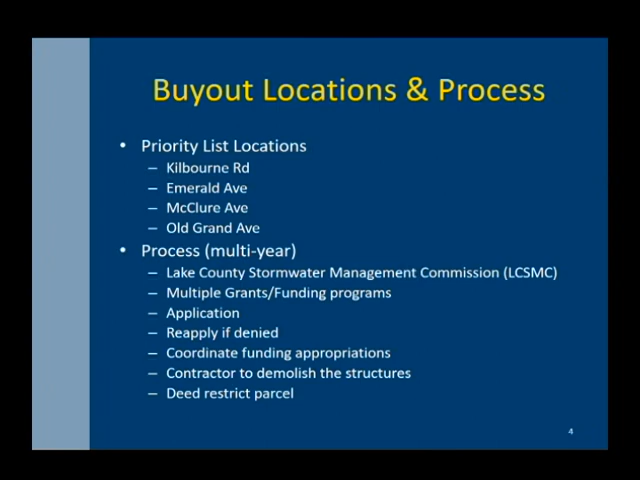 Buyout Locations & Process
• Priority List Locations
– Kilbourne Rd
– Emerald Ave
– McClure Ave
– Old Grand Ave
• Process (multi-year)
– Lake County Stormwater Management Commission (LCSMC)
– Multiple Grants/Funding programs
– Application
– Reapply if denied
– Coordinate funding appropriations
– Contractor to demolish the structures
– Deed restrict parcel
4